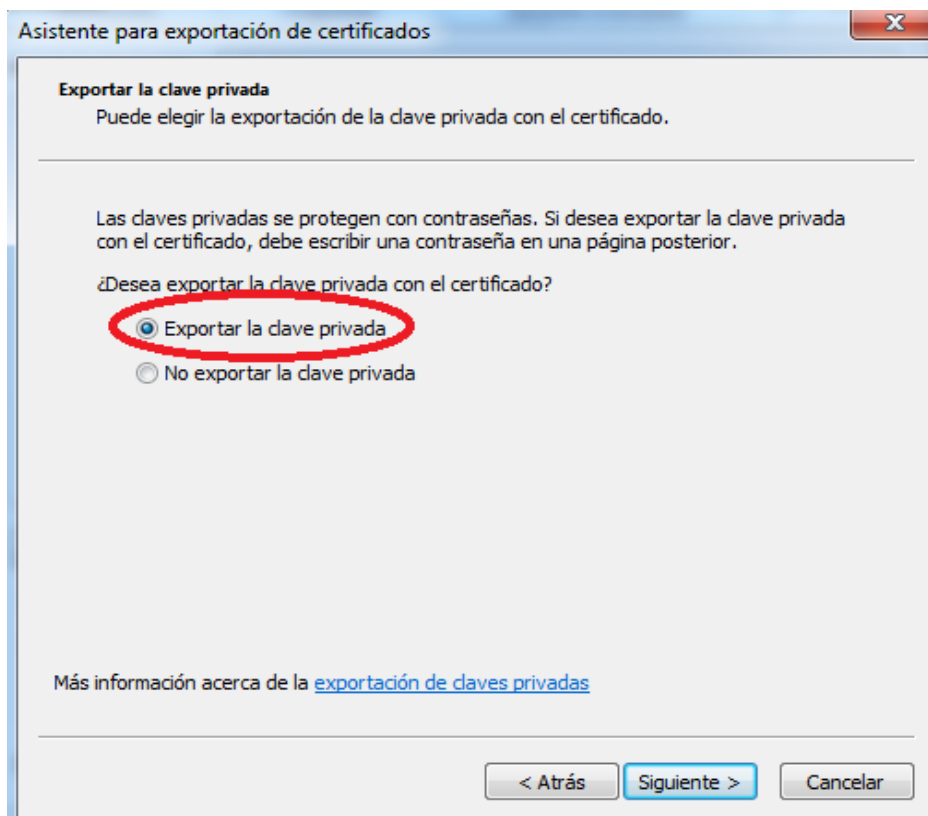 Asistente para exportación de certificados
Exportar la clave privada
Puede elegir la exportación de la clave privada con el certificado.
Las claves privadas se protegen con contraseñas. Si desea exportar la clave privada
con el certificado, debe escribir una contraseña en una página posterior.
¿Desea exportar la clave privada con el certificado?
Exportar la clave privada
No exportar la clave privada
Más información acerca de la exportación de claves privadas
< Atrás Siguiente > Cancelar